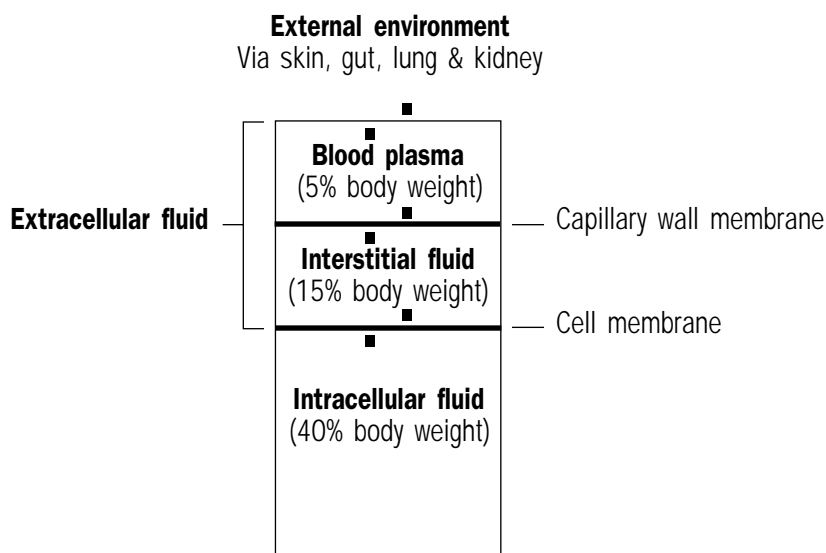 External environment
Via skin, gut, lung & kidney
Blood plasma
(5% body weight)
Extracellular fluid
Capillary wall membrane
Interstitial fluid
(15% body weight)
Cell membrane
Intracellular fluid
(40% body weight)